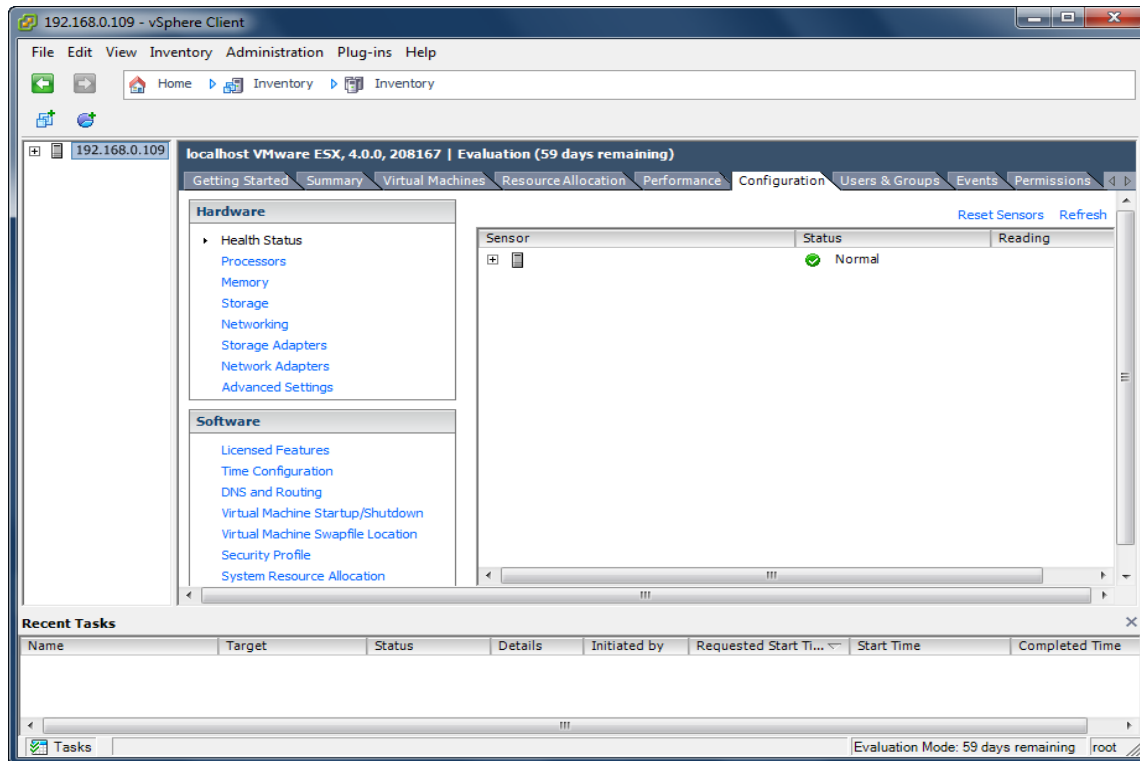 192.168.0.109 - vSphere Client
File Edit View Inventory Administration Plug-ins Help
Home Inventory Inventory
192.168.0.109
localhost VMware ESX, 4.0.0, 208167 | Evaluation (59 days remaining)
Getting Started Summary Virtual Machines Resource Allocation Performance Configuration Users & Groups Events Permissions
Hardware
Health Status
Processors
Memory
Storage
Networking
Storage Adapters
Network Adapters
Advanced Settings
Software
Licensed Features
Time Configuration
DNS and Routing
Virtual Machine Startup/Shutdown
Virtual Machine Swapfile Location
Security Profile
System Resource Allocation
Reset Sensors Refresh
Sensor Status Reading
Normal
Recent Tasks
Name Target Status Details Initiated by Requested Start Ti... Start Time Completed Time
Tasks Evaluation Mode: 59 days remaining root